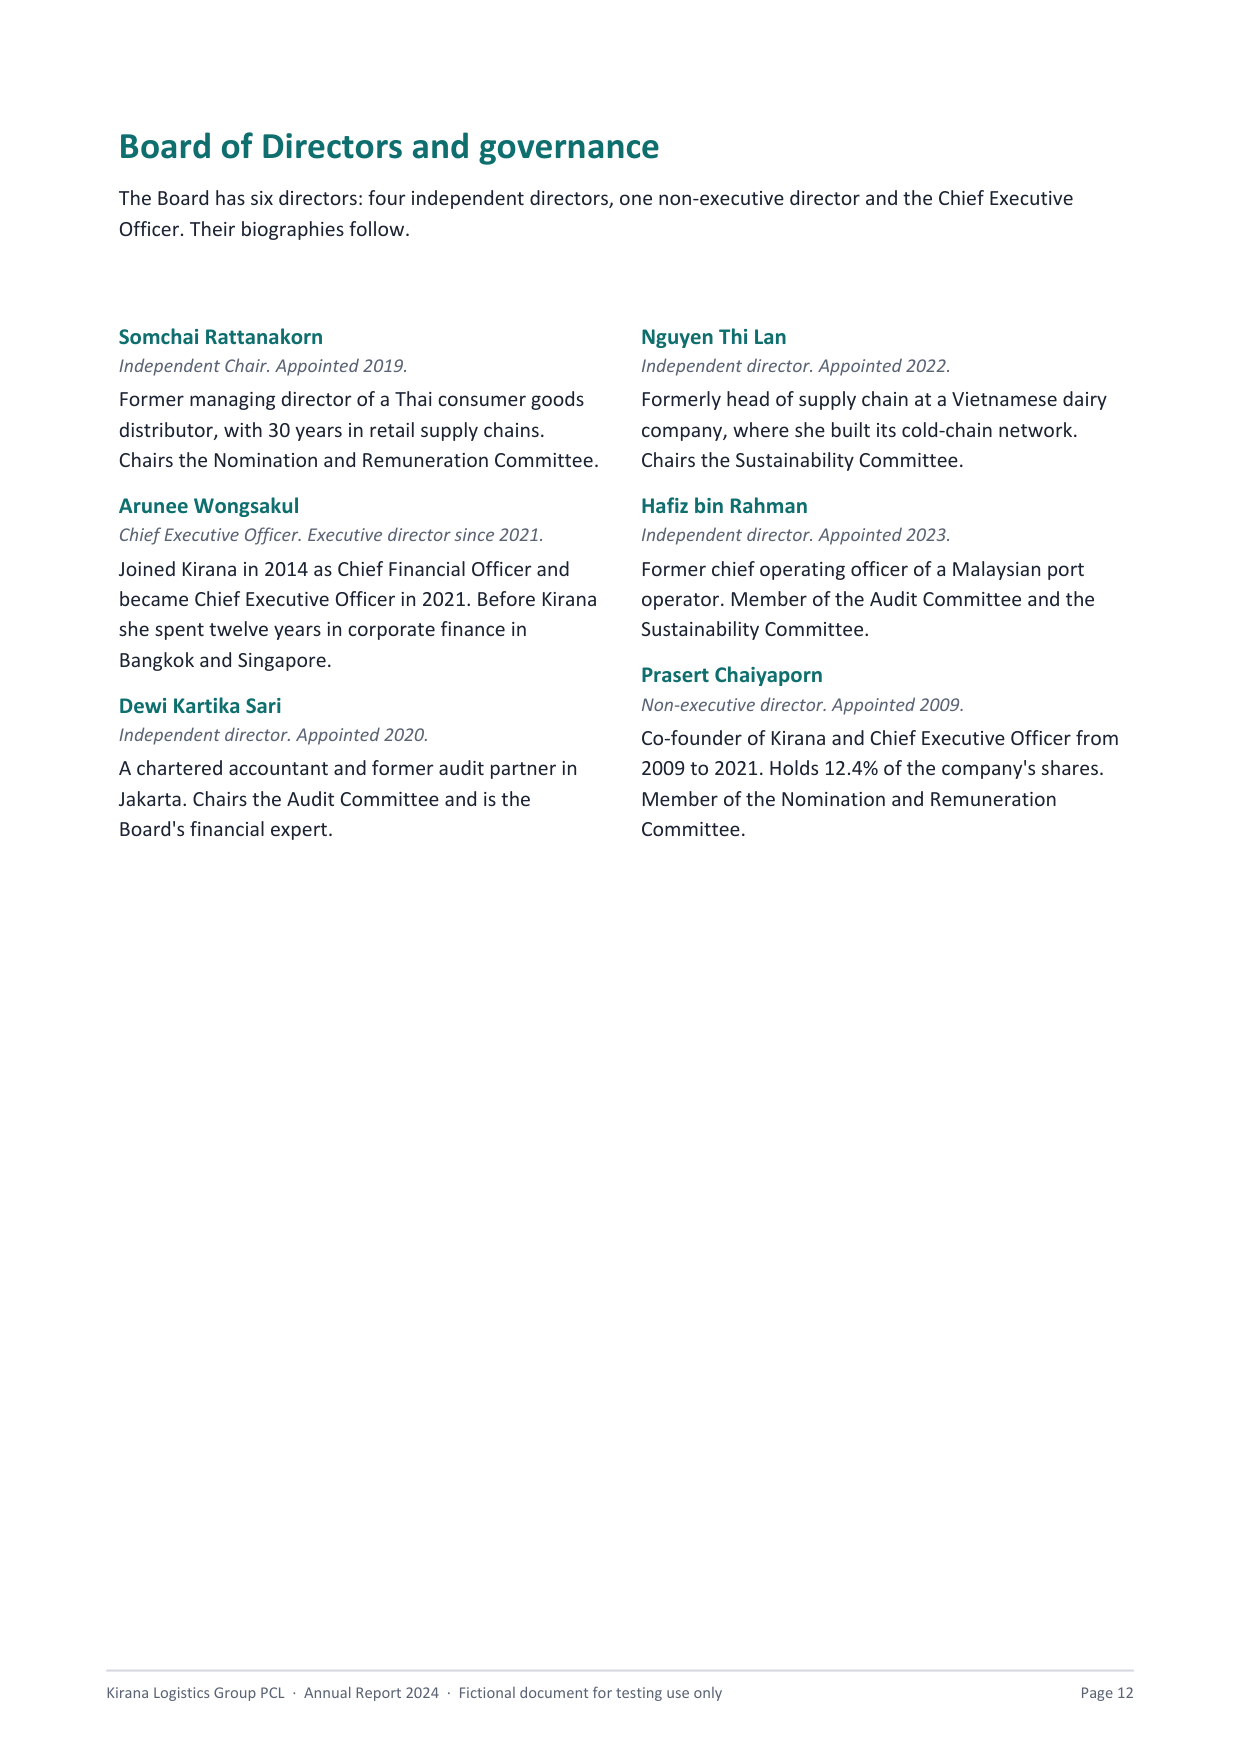 Board of Directors and governance
The Board has six directors: four independent directors, one non-executive director and the Chief Executive
Officer. Their biographies follow.
Somchai Rattanakorn
Independent Chair. Appointed 2019.
Former managing director of a Thai consumer goods
distributor, with 30 years in retail supply chains.
Chairs the Nomination and Remuneration Committee.
Arunee Wongsakul
Chief Executive Officer. Executive director since 2021.
Joined Kirana in 2014 as Chief Financial Officer and
became Chief Executive Officer in 2021. Before Kirana
she spent twelve years in corporate finance in
Bangkok and Singapore.
Dewi Kartika Sari
Independent director. Appointed 2020.
A chartered accountant and former audit partner in
Jakarta. Chairs the Audit Committee and is the
Board's financial expert.
Nguyen Thi Lan
Independent director. Appointed 2022.
Formerly head of supply chain at a Vietnamese dairy
company, where she built its cold-chain network.
Chairs the Sustainability Committee.
Hafiz bin Rahman
Independent director. Appointed 2023.
Former chief operating officer of a Malaysian port
operator. Member of the Audit Committee and the
Sustainability Committee.
Prasert Chaiyaporn
Non-executive director. Appointed 2009.
Co-founder of Kirana and Chief Executive Officer from
2009 to 2021. Holds 12.4% of the company's shares.
Member of the Nomination and Remuneration
Committee.
Kirana Logistics Group PCL · Annual Report 2024 · Fictional document for testing use only
Page 12